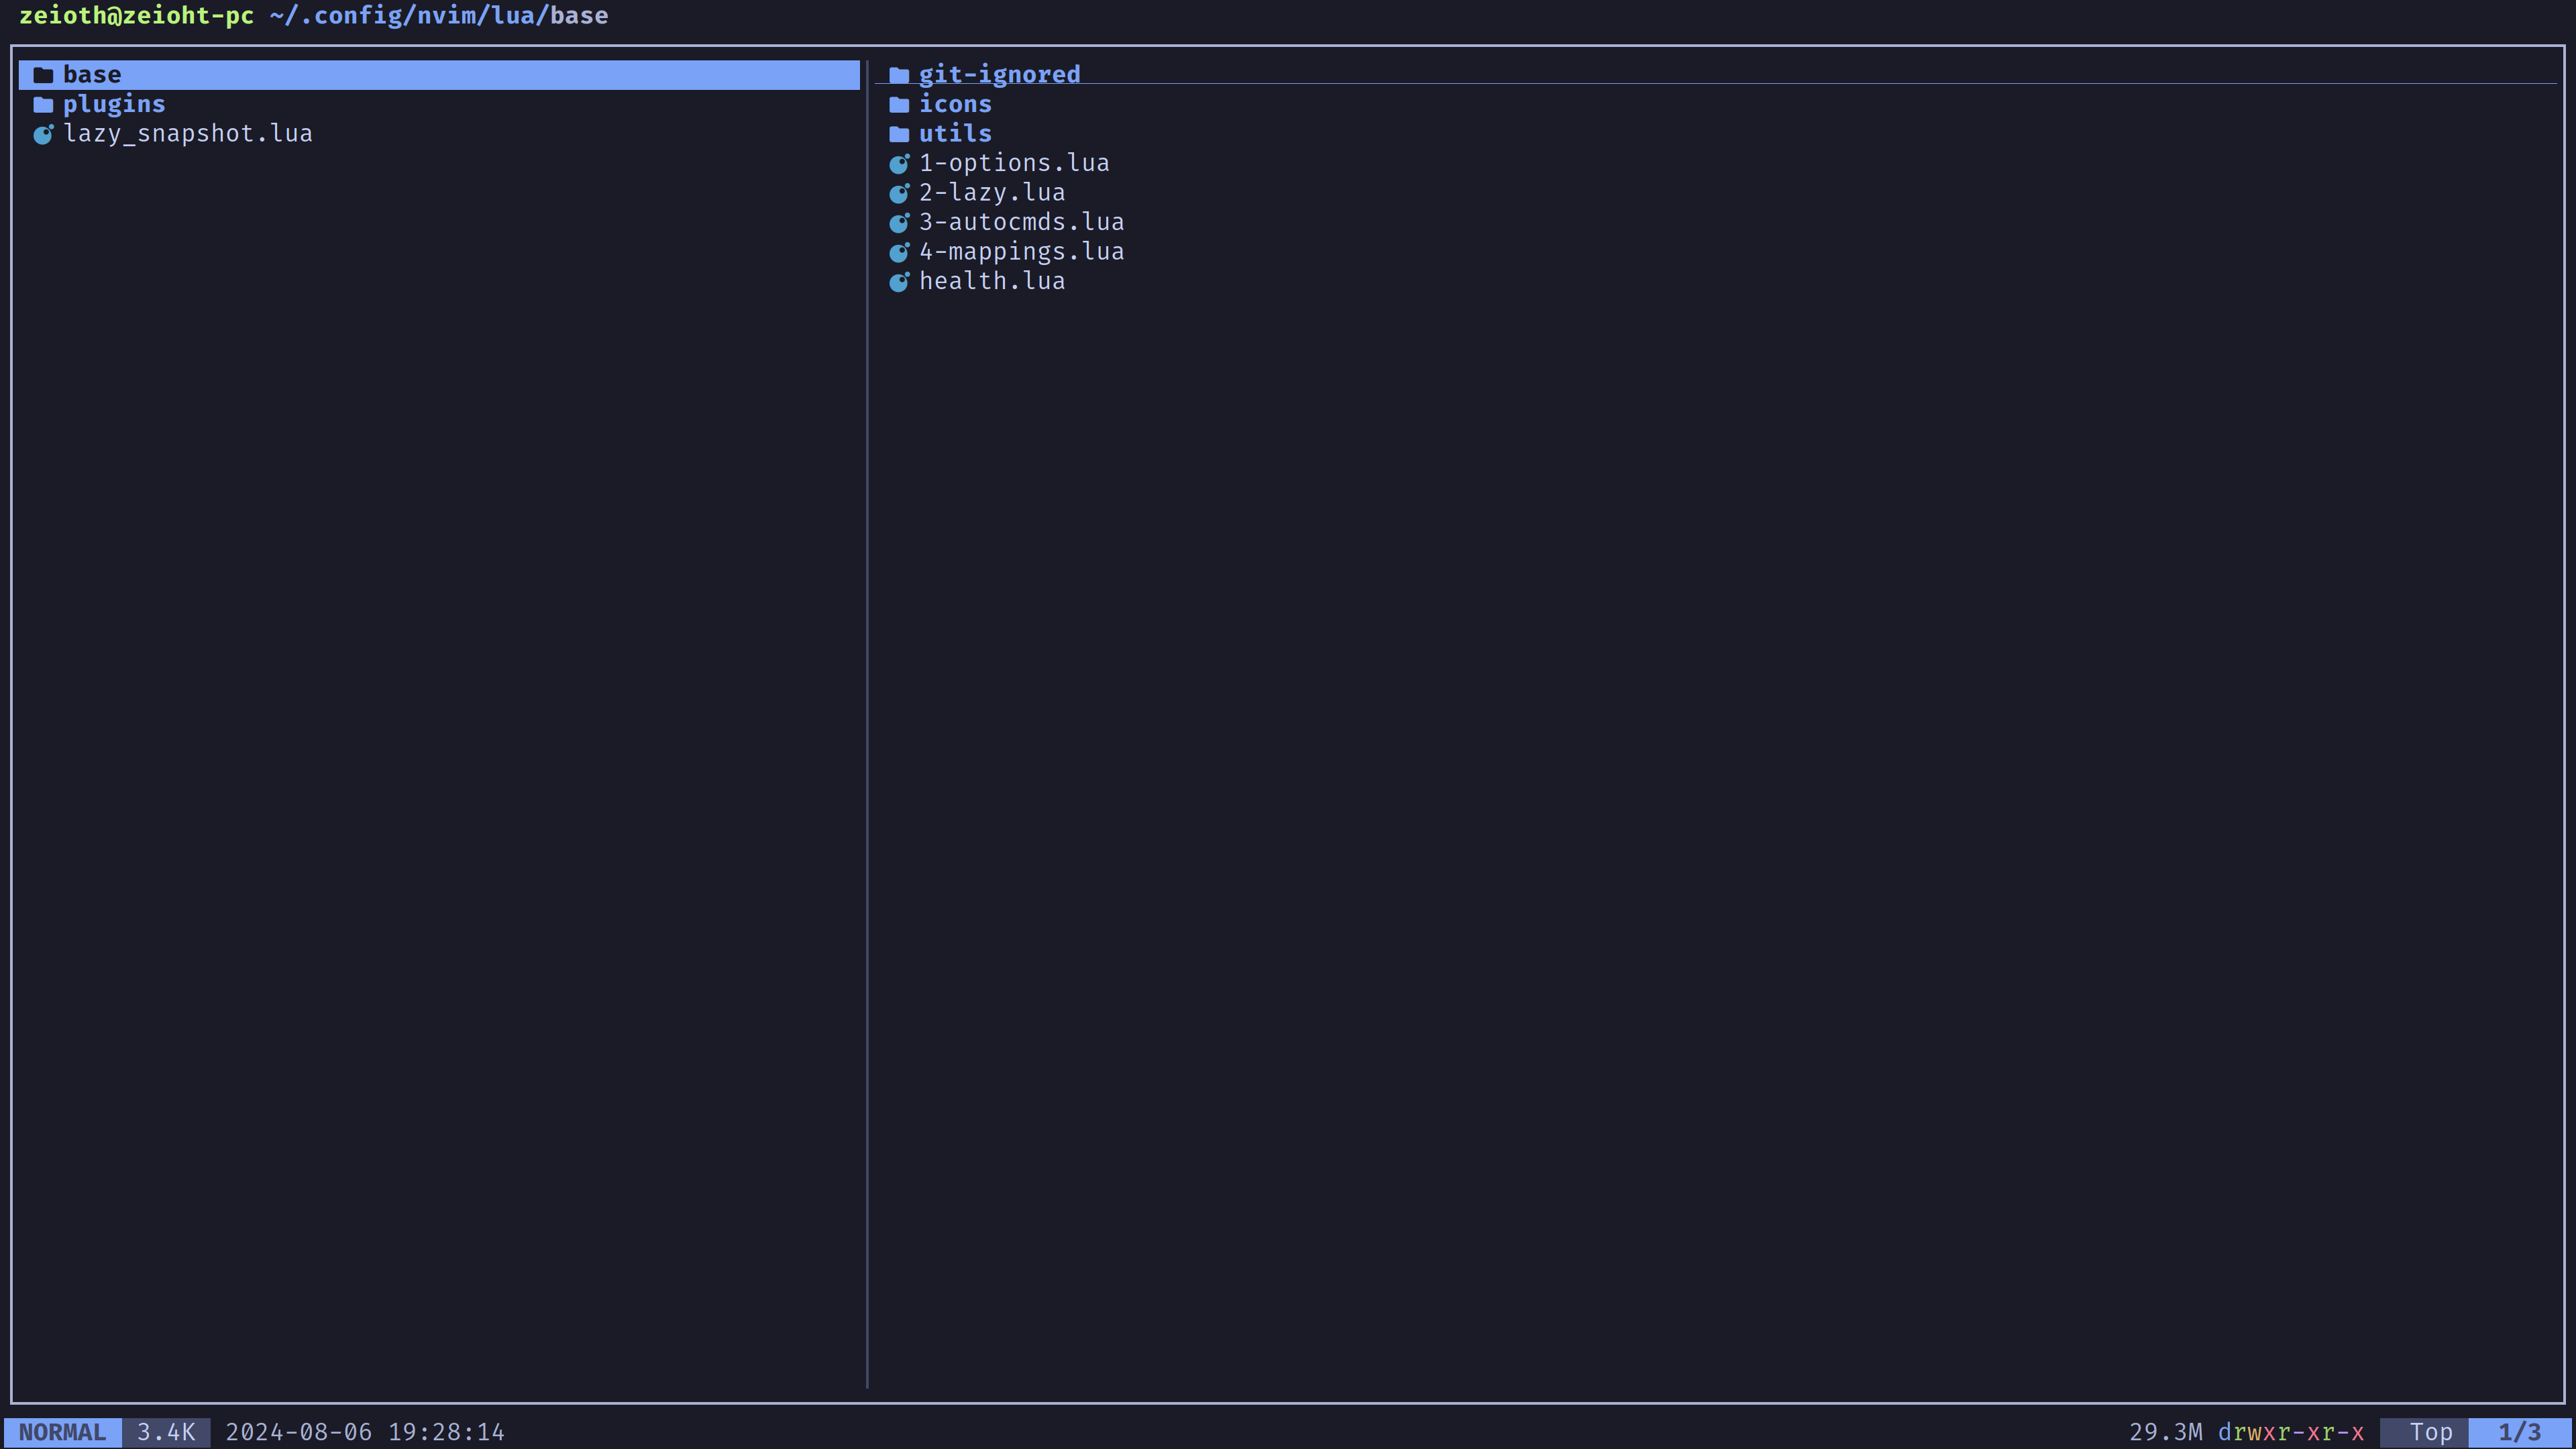 zeioth@zeioht-pc ~/.config/nvim/lua/base
base
plugins
lazy_snapshot.lua
git-ignored
icons
utils
1-options.lua
2-lazy.lua
3-autocmds.lua
4-mappings.lua
health.lua
NORMAL 3.4K 2024-08-06 19:28:14 29.3M drwxr-xr-x Top 1/3